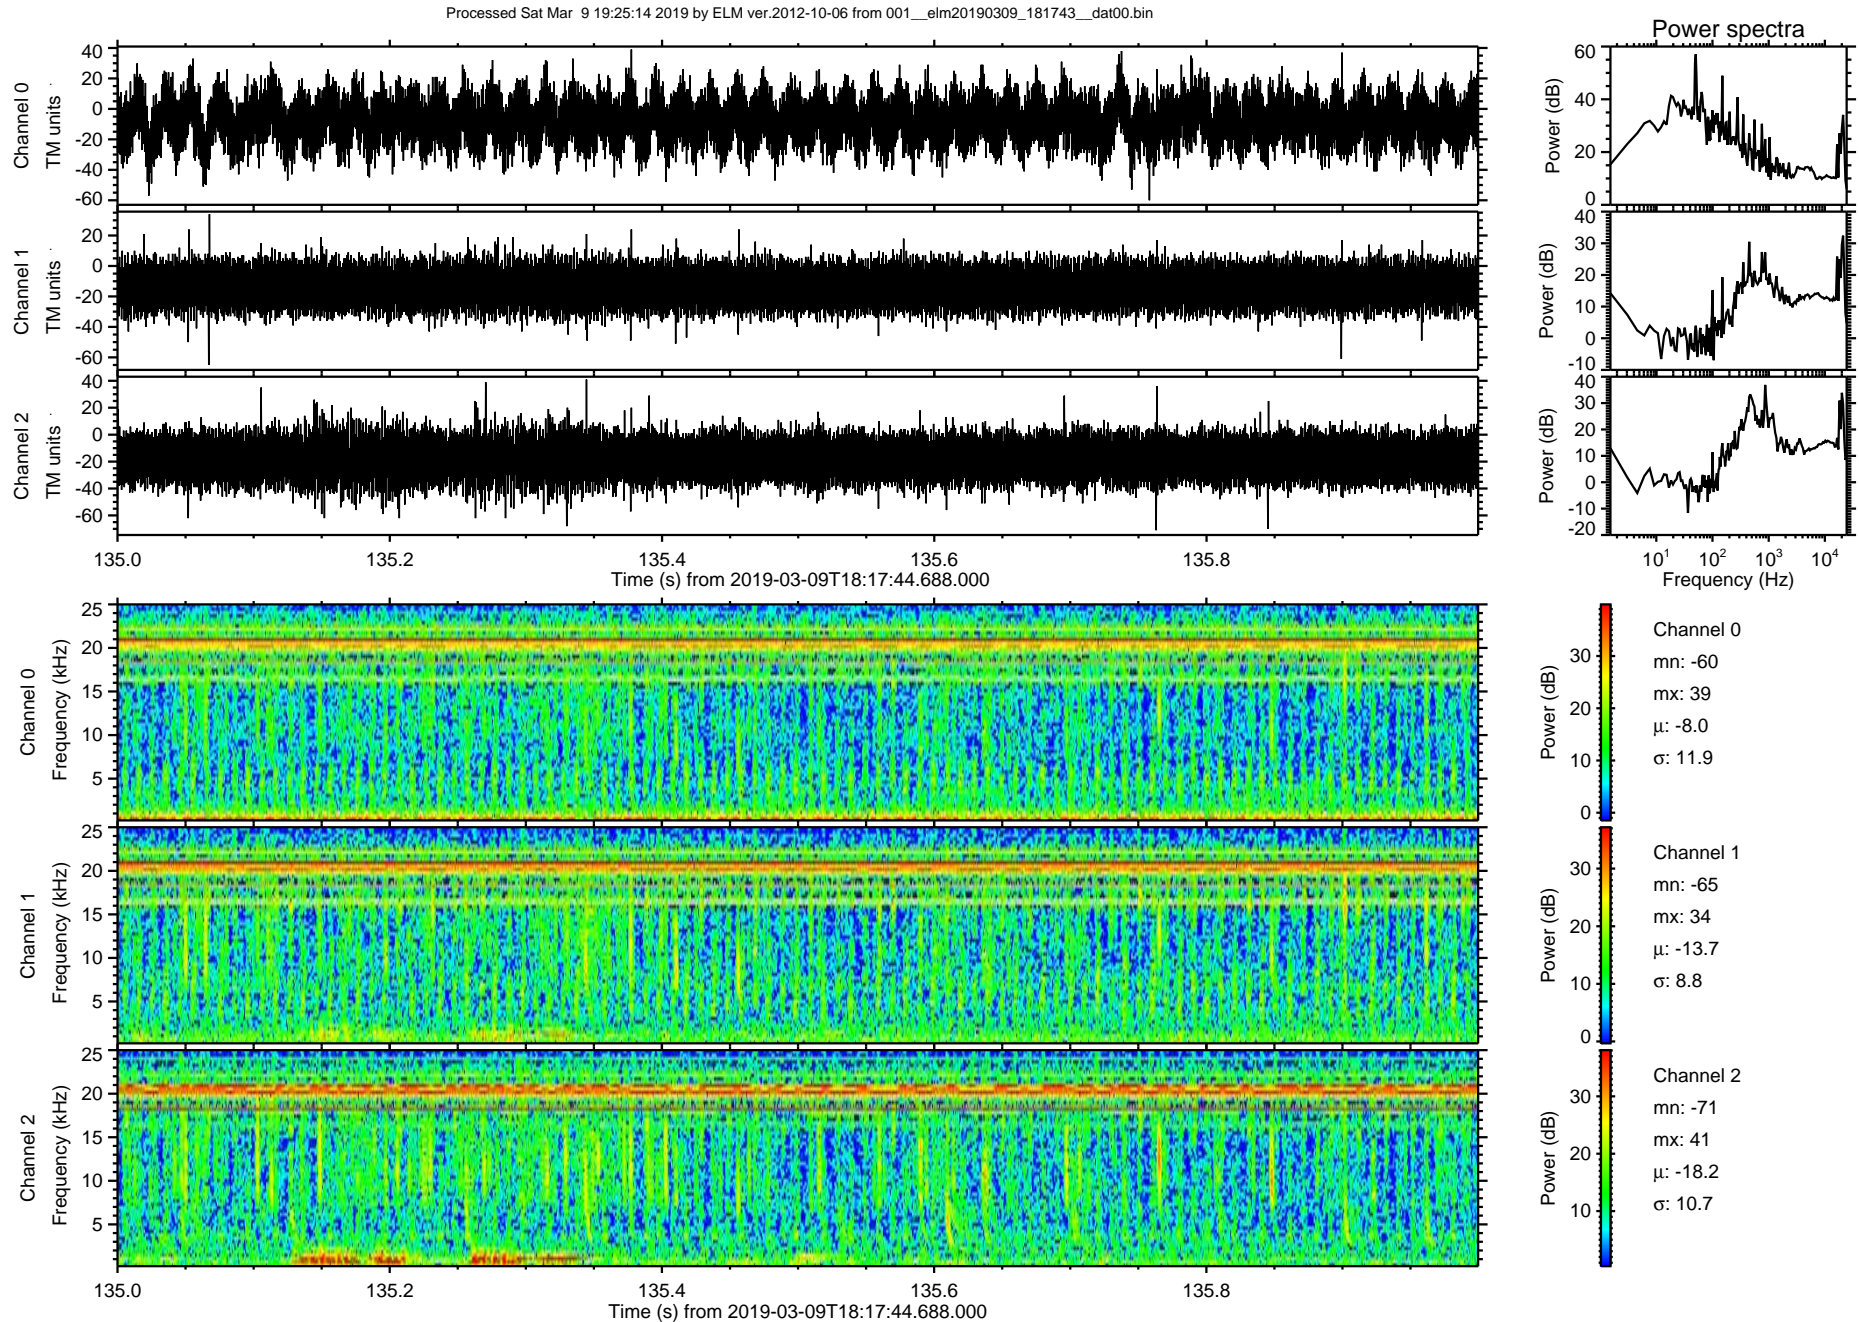 Processed Sat Mar 9 19:25:14 2019 by ELM ver.2012-10-06 from 001__elm20190309_181743__dat00.bin
Power spectra
Channel 0
TM units
40
20
0
-20
-40
-60
Power (dB)
60
40
20
0
Channel 1
TM units
20
0
-20
-40
-60
Power (dB)
40
30
20
10
0
-10
Channel 2
TM units
40
20
0
-20
-40
-60
Power (dB)
40
30
20
10
0
-10
-20
135.0 135.2 135.4 135.6 135.8
Time (s) from 2019-03-09T18:17:44.688.000
10^1 10^2 10^3 10^4
Frequency (Hz)
Channel 0
Frequency (kHz)
25
20
15
10
5
Power (dB)
30
20
10
0
Channel 0
mn: -60
mx: 39
μ: -8.0
σ: 11.9
Channel 1
Frequency (kHz)
25
20
15
10
5
Power (dB)
30
20
10
0
Channel 1
mn: -65
mx: 34
μ: -13.7
σ: 8.8
Channel 2
Frequency (kHz)
25
20
15
10
5
Power (dB)
30
20
10
Channel 2
mn: -71
mx: 41
μ: -18.2
σ: 10.7
135.0 135.2 135.4 135.6 135.8
Time (s) from 2019-03-09T18:17:44.688.000